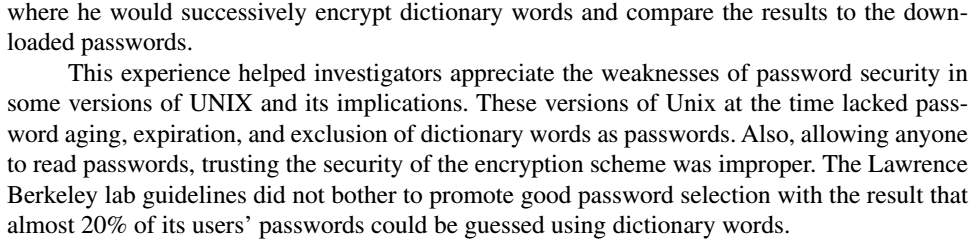 where he would successively encrypt dictionary words and compare the results to the down-
loaded passwords.
This experience helped investigators appreciate the weaknesses of password security in
some versions of UNIX and its implications. These versions of Unix at the time lacked pass-
word aging, expiration, and exclusion of dictionary words as passwords. Also, allowing anyone
to read passwords, trusting the security of the encryption scheme was improper. The Lawrence
Berkeley lab guidelines did not bother to promote good password selection with the result that
almost 20% of its users’ passwords could be guessed using dictionary words.